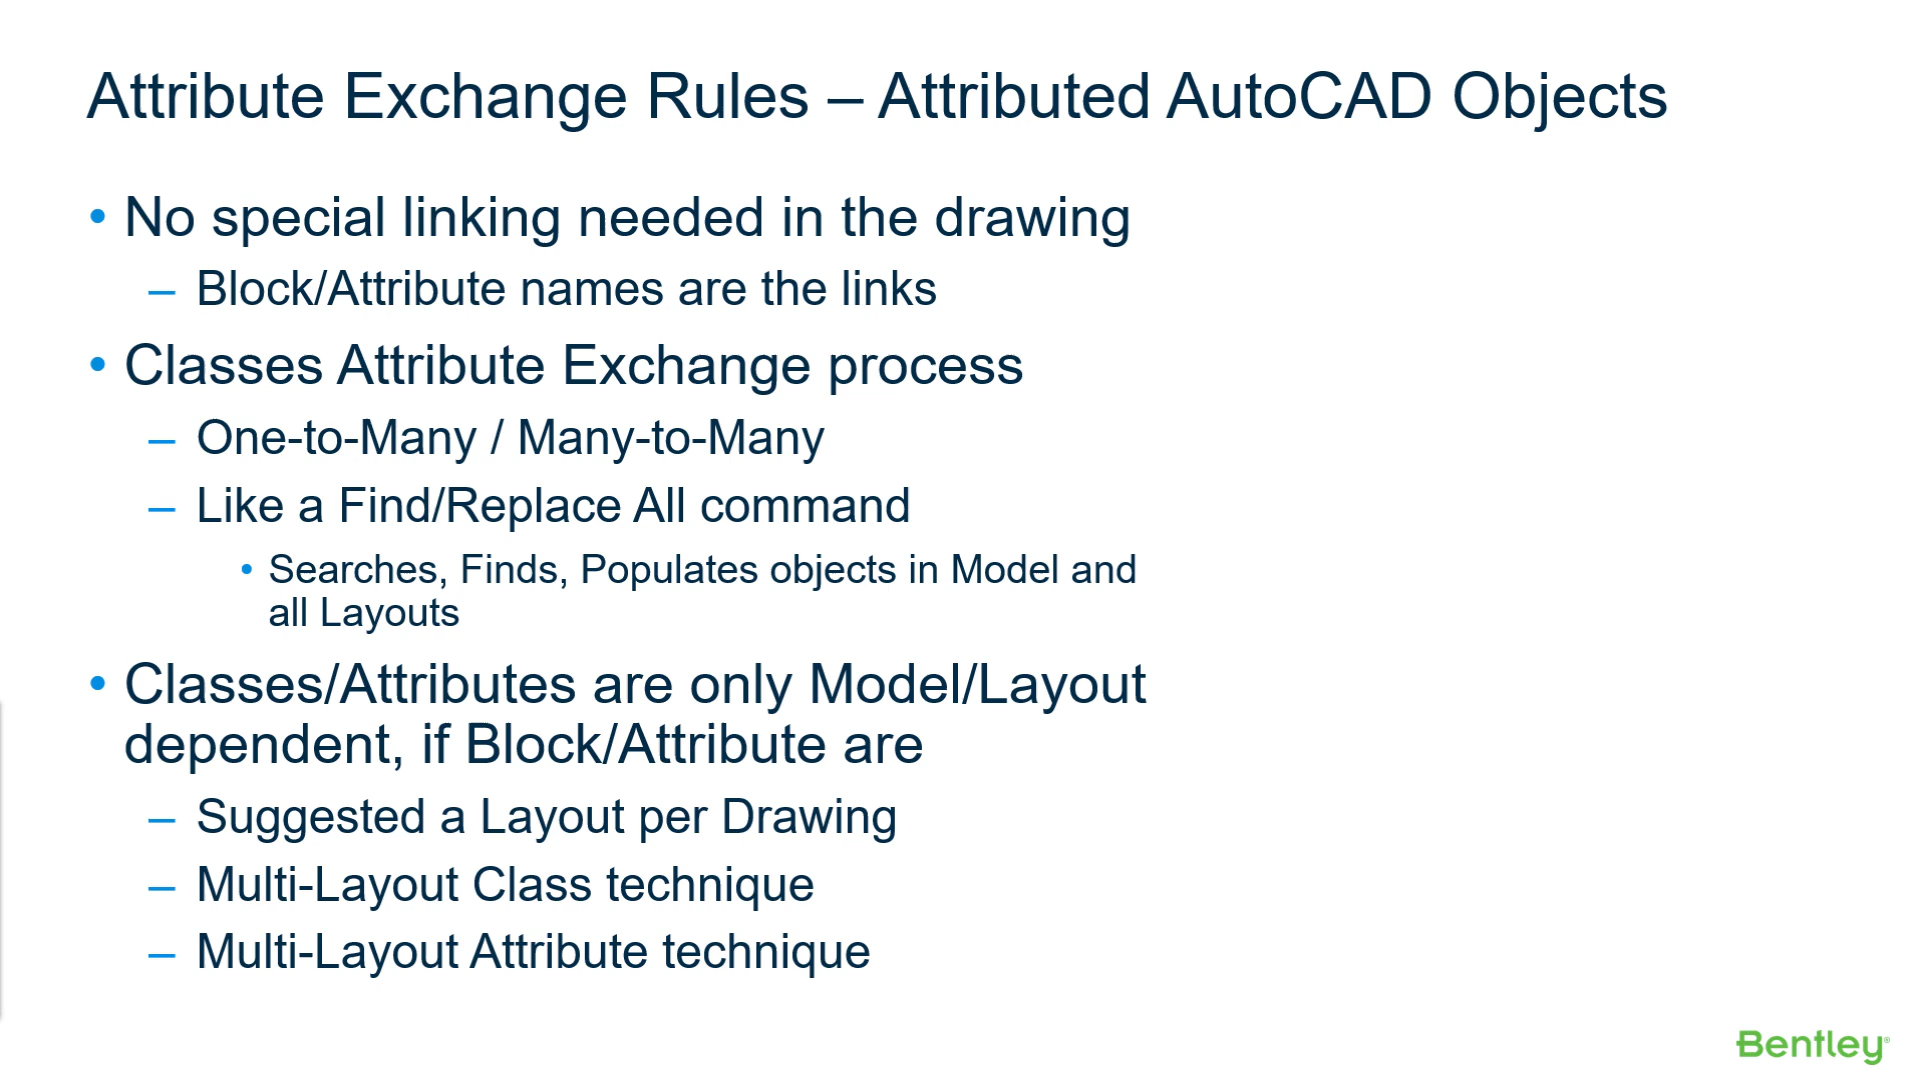 Attribute Exchange Rules – Attributed AutoCAD Objects
• No special linking needed in the drawing
– Block/Attribute names are the links
• Classes Attribute Exchange process
– One-to-Many / Many-to-Many
– Like a Find/Replace All command
• Searches, Finds, Populates objects in Model and
all Layouts
• Classes/Attributes are only Model/Layout
dependent, if Block/Attribute are
– Suggested a Layout per Drawing
– Multi-Layout Class technique
– Multi-Layout Attribute technique
Bentley®